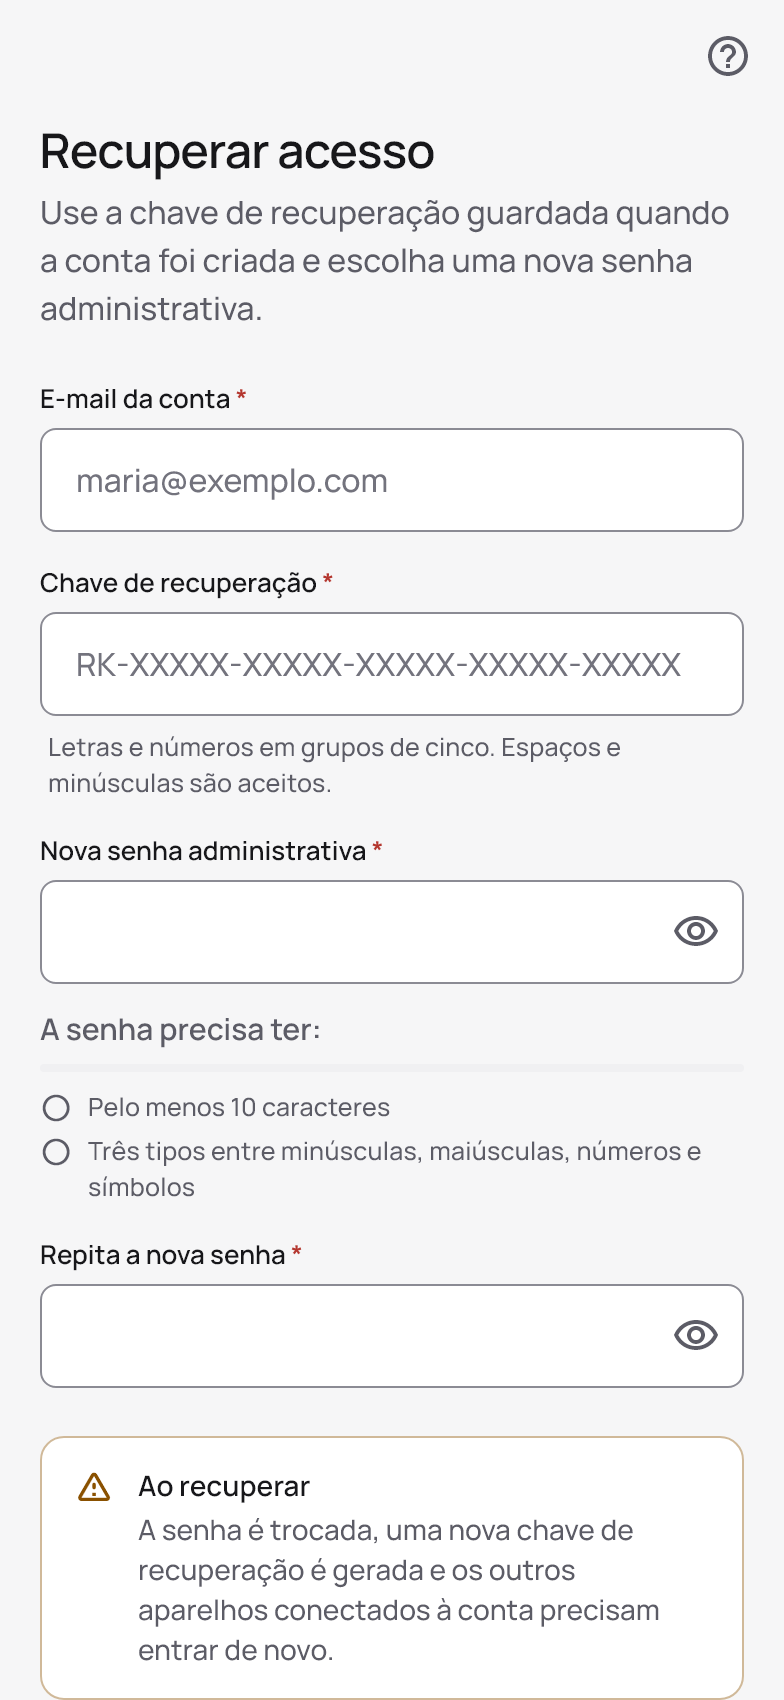 Recuperar acesso
Use a chave de recuperação guardada quando
a conta foi criada e escolha uma nova senha
administrativa.
E-mail da conta *
maria@exemplo.com
Chave de recuperação *
RK-XXXXX-XXXXX-XXXXX-XXXXX-XXXXX
Letras e números em grupos de cinco. Espaços e
minúsculas são aceitos.
Nova senha administrativa *
A senha precisa ter:
Pelo menos 10 caracteres
Três tipos entre minúsculas, maiúsculas, números e
símbolos
Repita a nova senha *
Ao recuperar
A senha é trocada, uma nova chave de
recuperação é gerada e os outros
aparelhos conectados à conta precisam
entrar de novo.